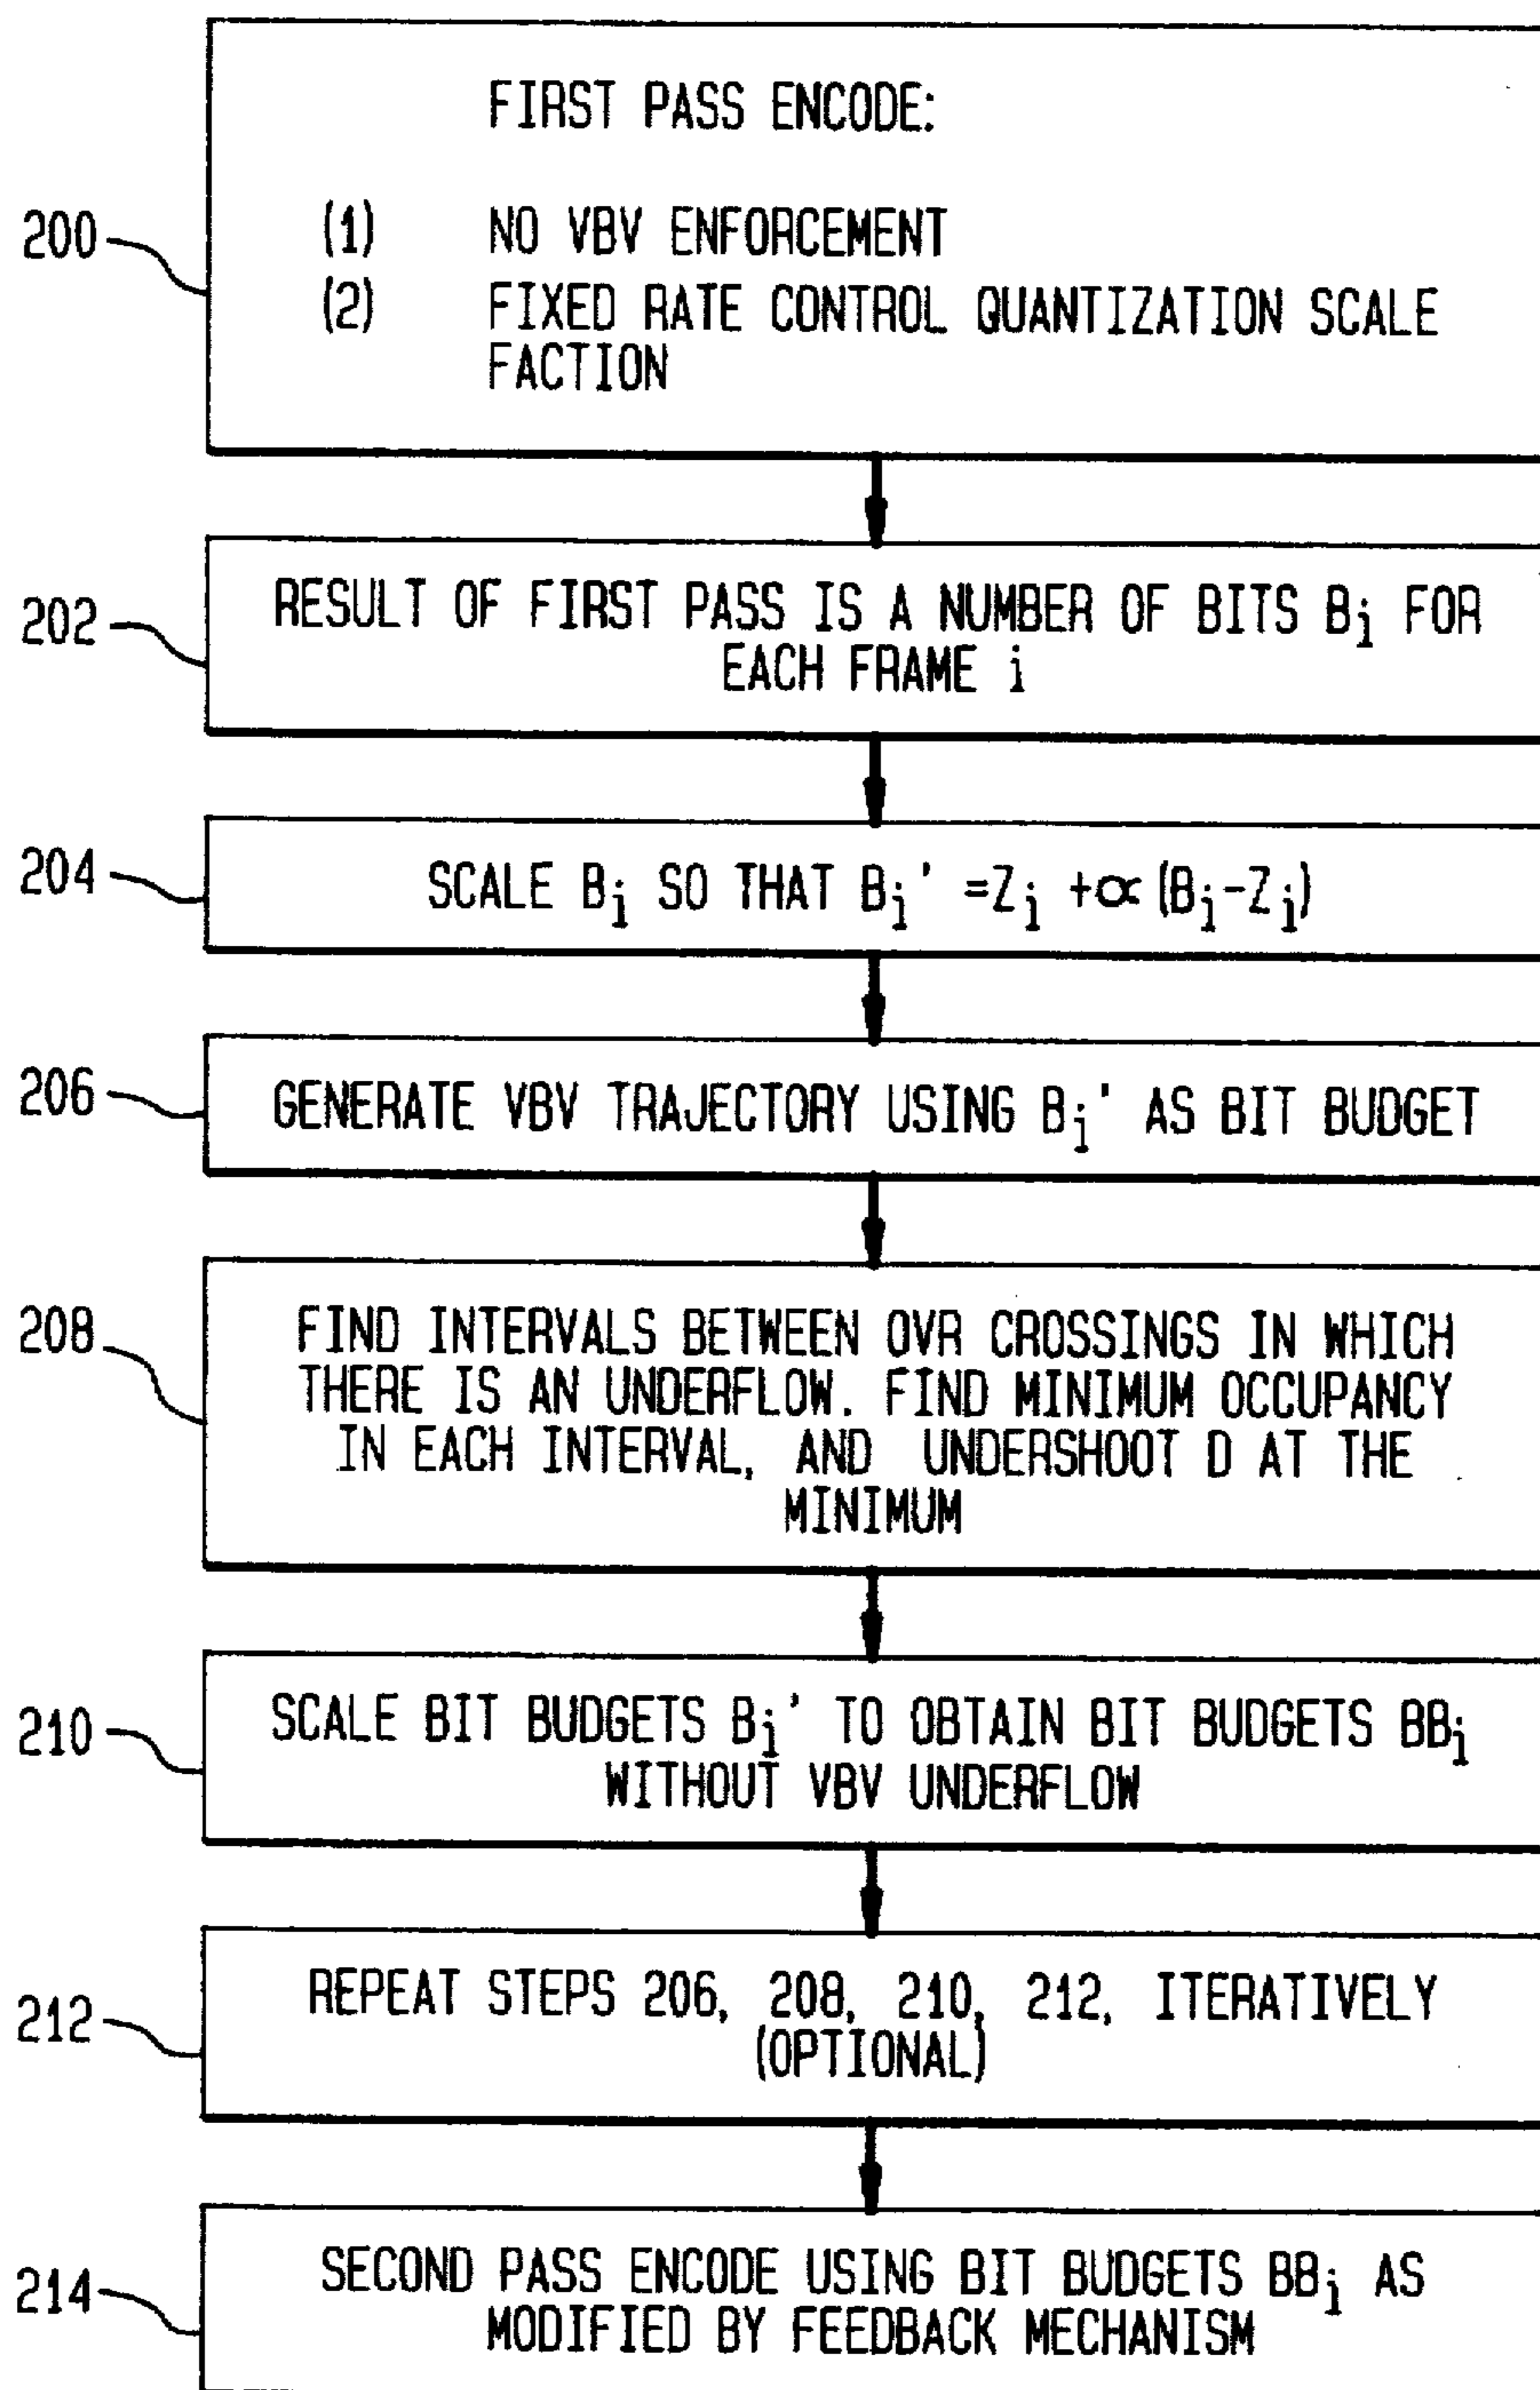 FIRST PASS ENCODE:
200
(1) NO VBV ENFORCEMENT
(2) FIXED RATE CONTROL QUANTIZATION SCALE
FACTION
202
RESULT OF FIRST PASS IS A NUMBER OF BITS Bi FOR
EACH FRAME i
204
SCALE Bi SO THAT Bi' =Zi +∝(Bi-Zi)
206
GENERATE VBV TRAJECTORY USING Bi' AS BIT BUDGET
208
FIND INTERVALS BETWEEN OVR CROSSINGS IN WHICH
THERE IS AN UNDERFLOW. FIND MINIMUM OCCUPANCY
IN EACH INTERVAL, AND UNDERSHOOT D AT THE
MINIMUM
210
SCALE BIT BUDGETS Bi' TO OBTAIN BIT BUDGETS BBi
WITHOUT VBV UNDERFLOW
212
REPEAT STEPS 206, 208, 210, 212, ITERATIVELY
(OPTIONAL)
214
SECOND PASS ENCODE USING BIT BUDGETS BBi AS
MODIFIED BY FEEDBACK MECHANISM